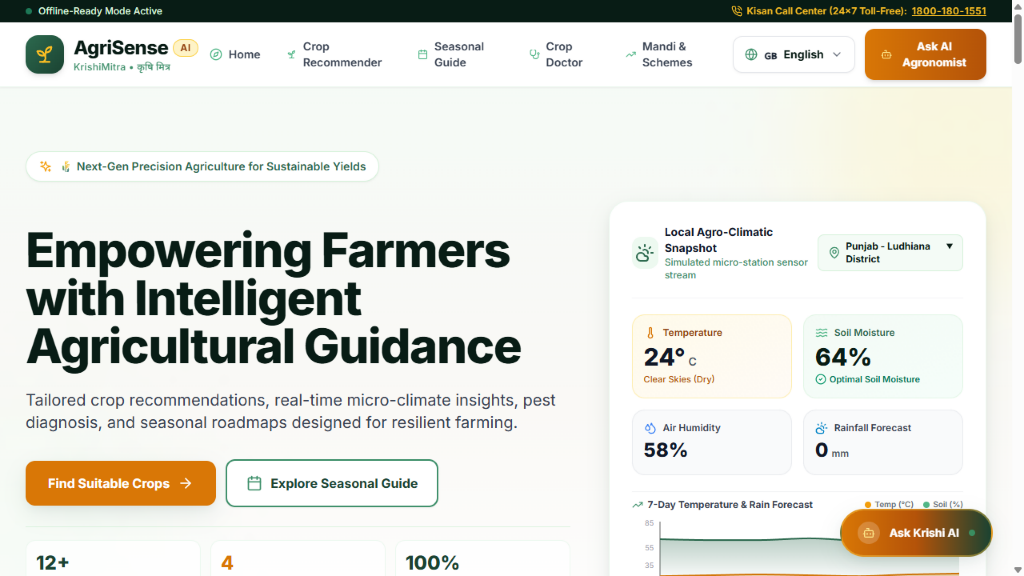 Offline-Ready Mode Active
Kisan Call Center (24×7 Toll-Free): 1800-180-1551
AgriSense AI
KrishiMitra • कृषि मित्र
Home
Crop
Recommender
Seasonal
Guide
Crop
Doctor
Mandi &
Schemes
GB English
Ask AI
Agronomist
Next-Gen Precision Agriculture for Sustainable Yields
Empowering Farmers
with Intelligent
Agricultural Guidance
Tailored crop recommendations, real-time micro-climate insights, pest
diagnosis, and seasonal roadmaps designed for resilient farming.
Find Suitable Crops
Explore Seasonal Guide
12+
4
100%
Local Agro-Climatic
Snapshot
Simulated micro-station sensor
stream
Punjab - Ludhiana
District
Temperature
24° C
Clear Skies (Dry)
Soil Moisture
64%
Optimal Soil Moisture
Air Humidity
58%
Rainfall Forecast
0 mm
7-Day Temperature & Rain Forecast
Temp (°C)
Soil (%)
85
55
35
Ask Krishi AI